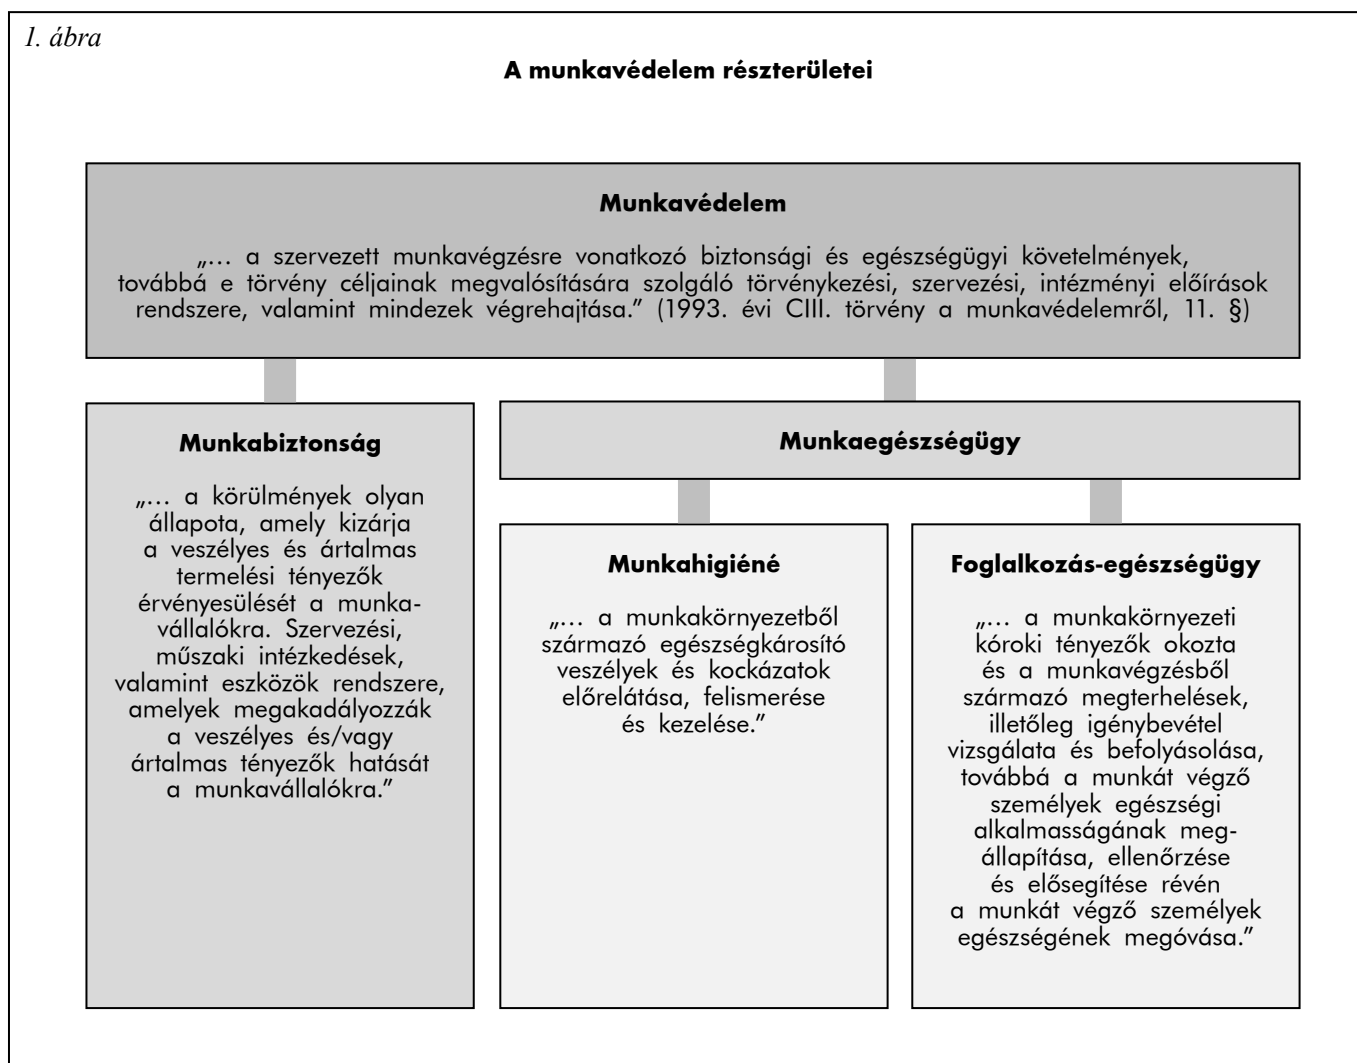 1. ábra
A munkavédelem részterületei
Munkavédelem
„… a szervezett munkavégzésre vonatkozó biztonsági és egészségügyi követelmények,
továbbá e törvény céljainak megvalósítására szolgáló törvénykezési, szervezési, intézményi előírások
rendszere, valamint mindezek végrehajtása.” (1993. évi CIII. törvény a munkavédelemről, 11. §)
Munkabiztonság
„… a körülmények olyan
állapota, amely kizárja
a veszélyes és ártalmas
termelési tényezők
érvényesülését a munka-
vállalókra. Szervezési,
műszaki intézkedések,
valamint eszközök rendszere,
amelyek megakadályozzák
a veszélyes és/vagy
ártalmas tényezők hatását
a munkavállalókra.”
Munkaegészségügy
Munkahigiéné
„… a munkakörnyezetből
származó egészségkárosító
veszélyek és kockázatok
előrelátása, felismerése
és kezelése.”
Foglalkozás-egészségügy
„… a munkakörnyezeti
kóroki tényezők okozta
és a munkavégzésből
származó megterhelések,
illetőleg igénybevétel
vizsgálata és befolyásolása,
továbbá a munkát végző
személyek egészségi
alkalmasságának meg-
állapítása, ellenőrzése
és elősegítése révén
a munkát végző személyek
egészségének megóvása.”